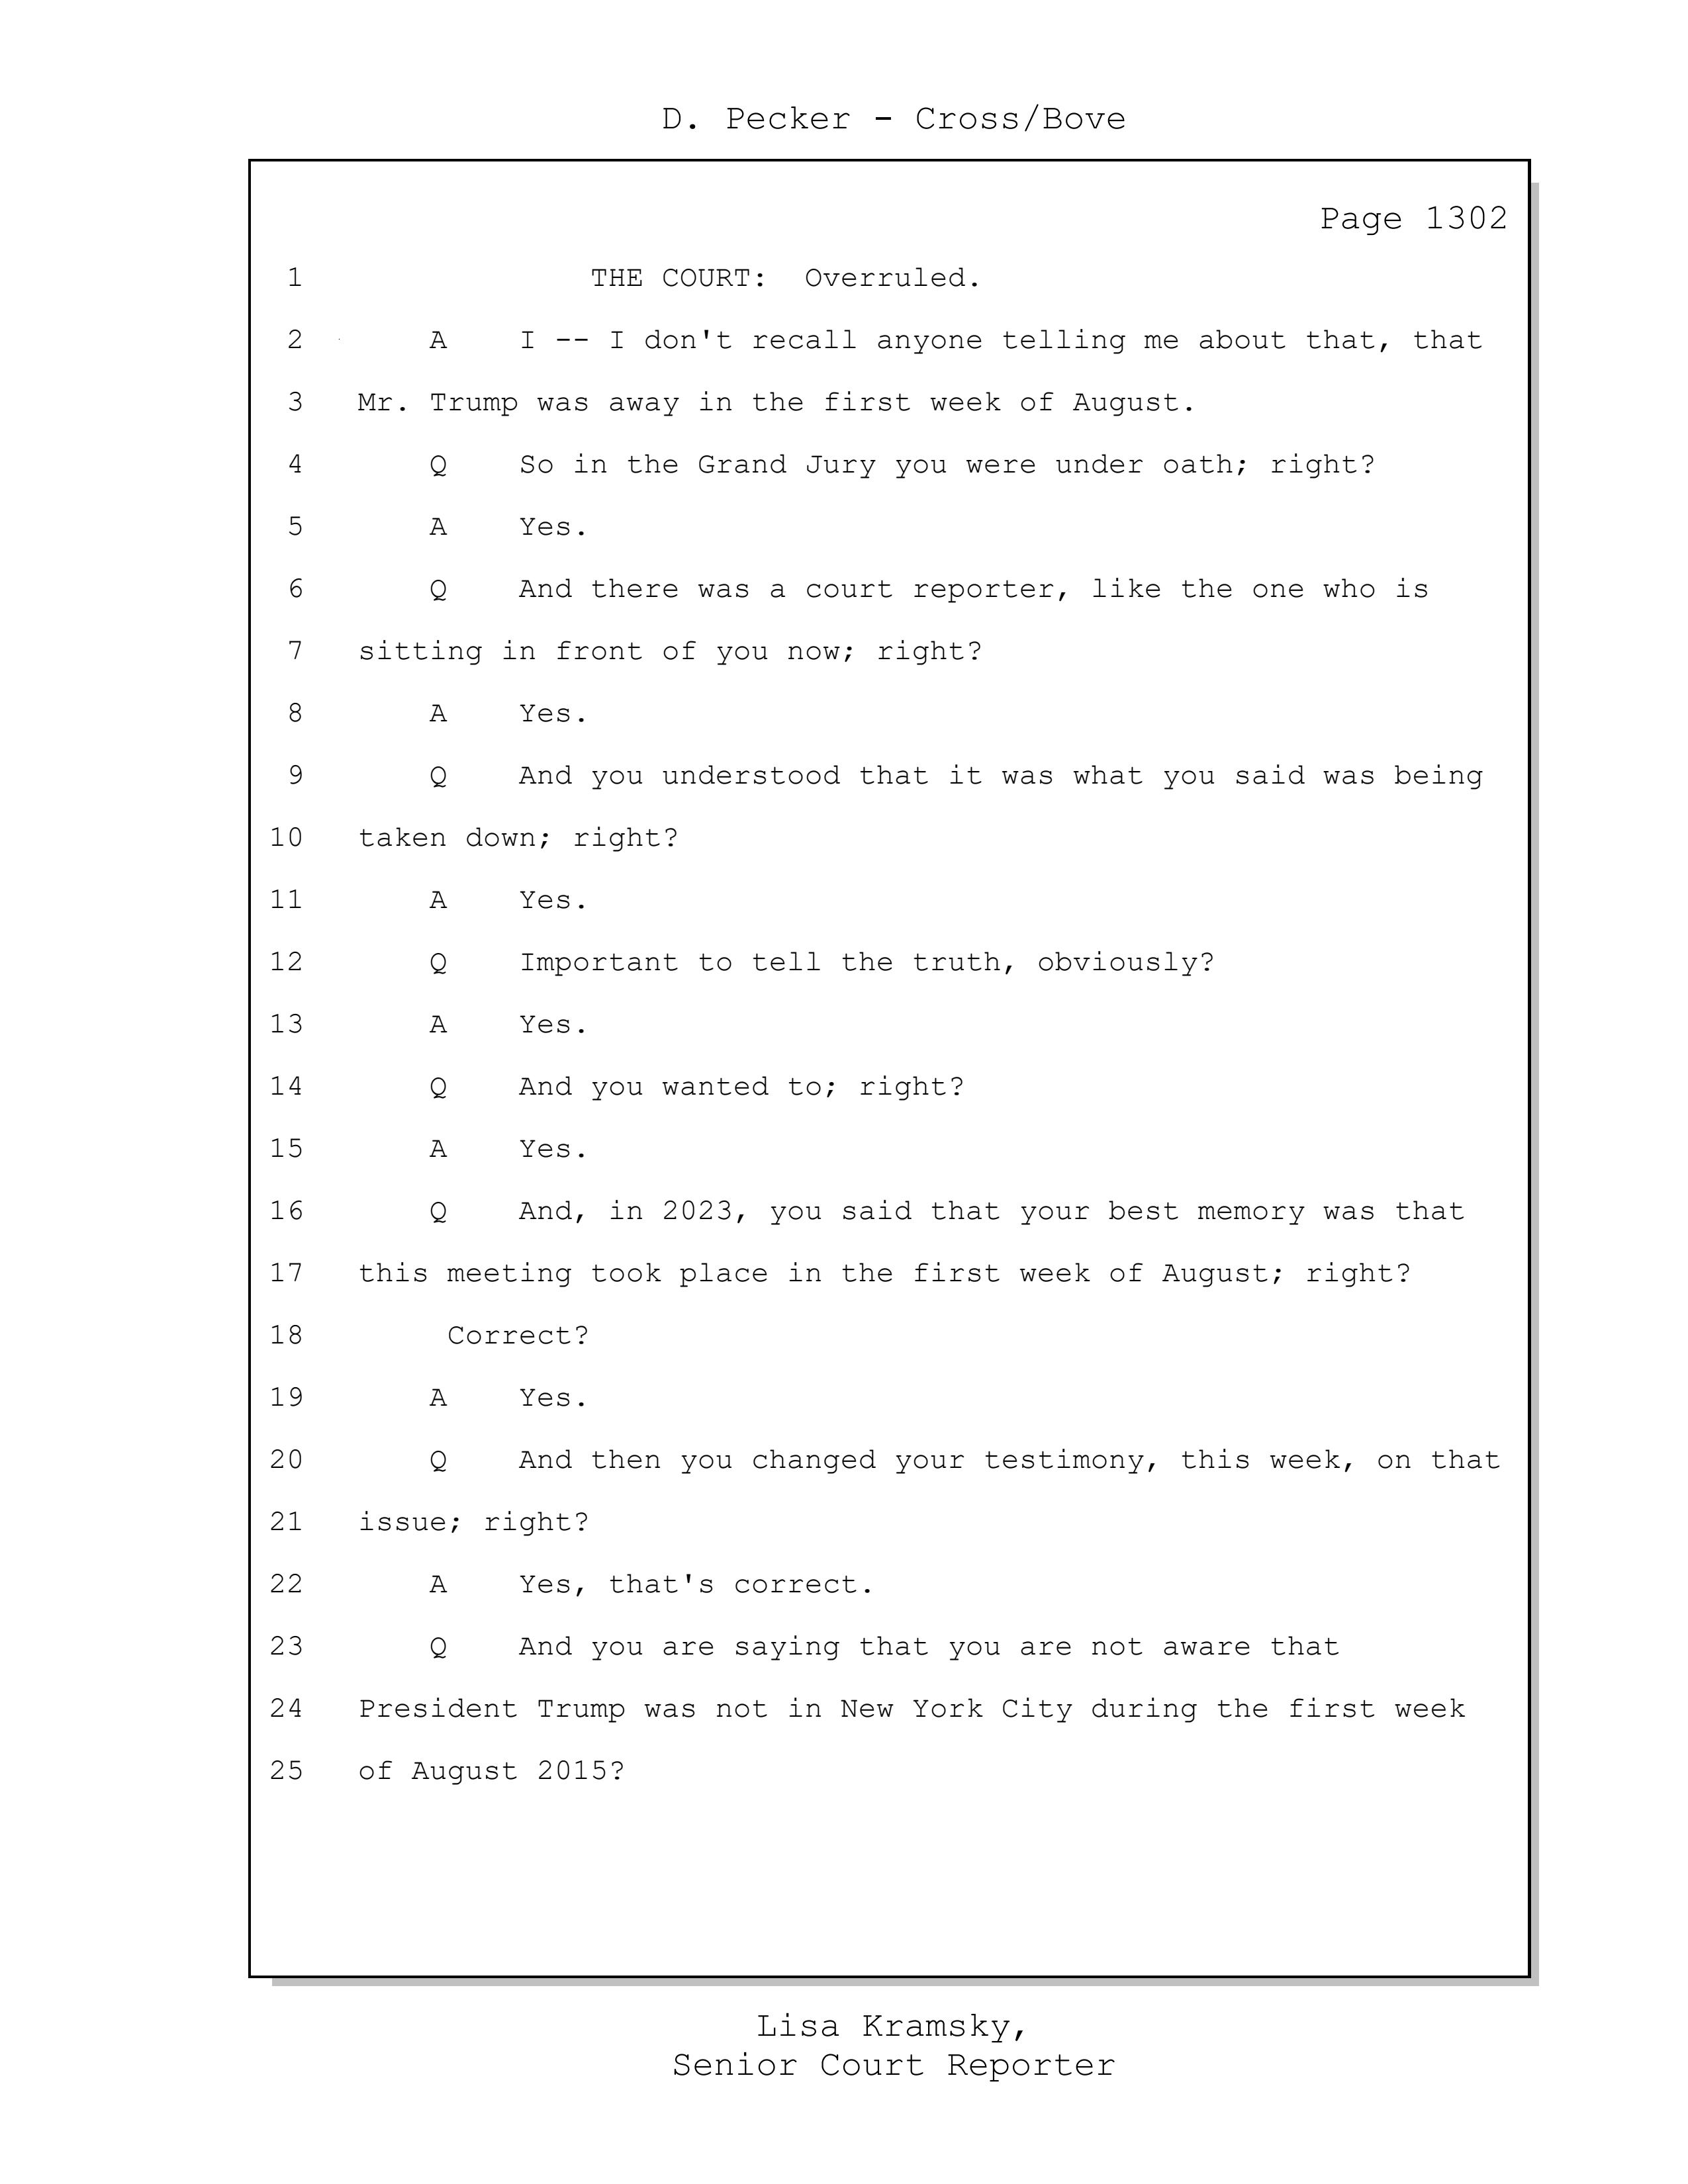 D. Pecker - Cross/Bove
Page 1302
1 THE COURT: Overruled.
2 A I -- I don't recall anyone telling me about that, that
3 Mr. Trump was away in the first week of August.
4 Q So in the Grand Jury you were under oath; right?
5 A Yes.
6 Q And there was a court reporter, like the one who is
7 sitting in front of you now; right?
8 A Yes.
9 Q And you understood that it was what you said was being
10 taken down; right?
11 A Yes.
12 Q Important to tell the truth, obviously?
13 A Yes.
14 Q And you wanted to; right?
15 A Yes.
16 Q And, in 2023, you said that your best memory was that
17 this meeting took place in the first week of August; right?
18 Correct?
19 A Yes.
20 Q And then you changed your testimony, this week, on that
21 issue; right?
22 A Yes, that's correct.
23 Q And you are saying that you are not aware that
24 President Trump was not in New York City during the first week
25 of August 2015?
Lisa Kramsky,
Senior Court Reporter